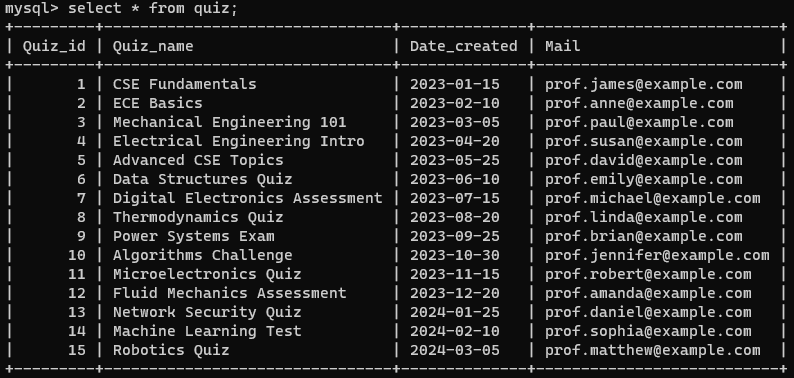 mysql> select * from quiz;
+---------+--------------------------------+--------------+---------------------------+
| Quiz_id | Quiz_name                      | Date_created | Mail                      |
+---------+--------------------------------+--------------+---------------------------+
|       1 | CSE Fundamentals               | 2023-01-15   | prof.james@example.com    |
|       2 | ECE Basics                     | 2023-02-10   | prof.anne@example.com     |
|       3 | Mechanical Engineering 101     | 2023-03-05   | prof.paul@example.com     |
|       4 | Electrical Engineering Intro   | 2023-04-20   | prof.susan@example.com    |
|       5 | Advanced CSE Topics            | 2023-05-25   | prof.david@example.com    |
|       6 | Data Structures Quiz           | 2023-06-10   | prof.emily@example.com    |
|       7 | Digital Electronics Assessment | 2023-07-15   | prof.michael@example.com  |
|       8 | Thermodynamics Quiz            | 2023-08-20   | prof.linda@example.com    |
|       9 | Power Systems Exam             | 2023-09-25   | prof.brian@example.com    |
|      10 | Algorithms Challenge           | 2023-10-30   | prof.jennifer@example.com |
|      11 | Microelectronics Quiz          | 2023-11-15   | prof.robert@example.com   |
|      12 | Fluid Mechanics Assessment     | 2023-12-20   | prof.amanda@example.com   |
|      13 | Network Security Quiz          | 2024-01-25   | prof.daniel@example.com   |
|      14 | Machine Learning Test          | 2024-02-10   | prof.sophia@example.com   |
|      15 | Robotics Quiz                  | 2024-03-05   | prof.matthew@example.com  |
+---------+--------------------------------+--------------+---------------------------+